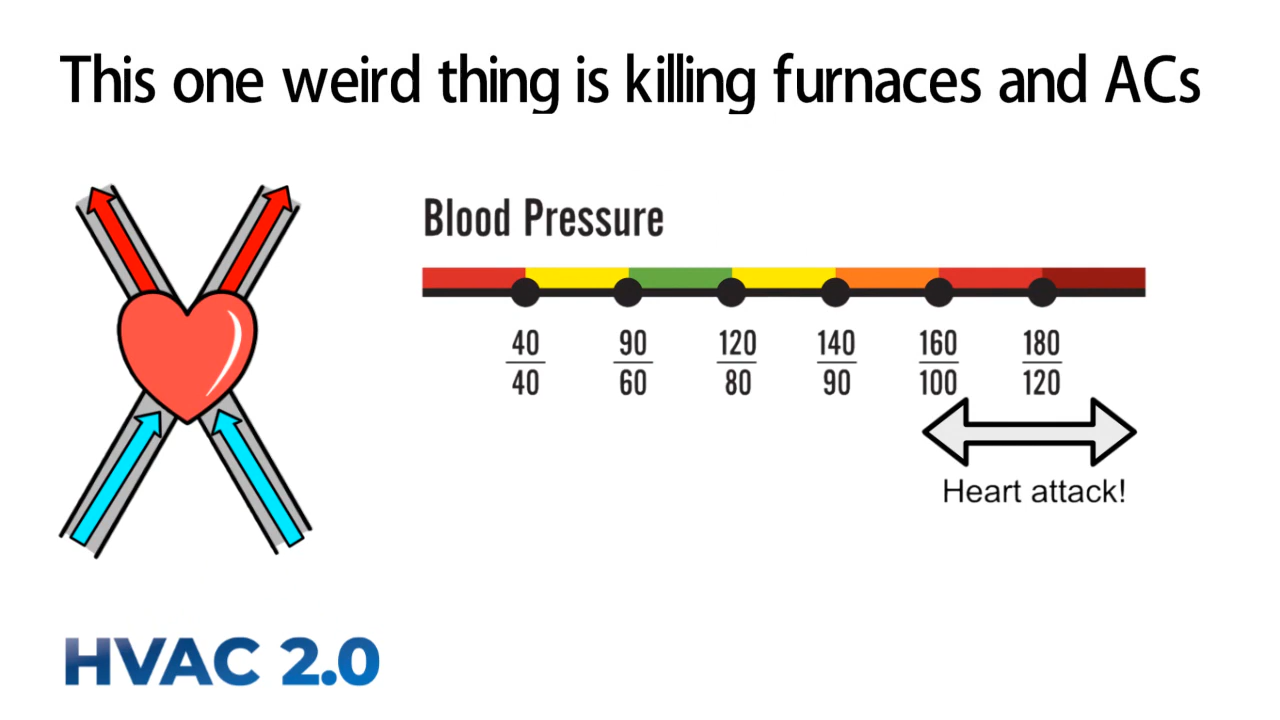 This one weird thing is killing furnaces and ACs
Blood Pressure
40 90 120 140 160 180
40 60 80 90 100 120
Heart attack!
HVAC 2.0